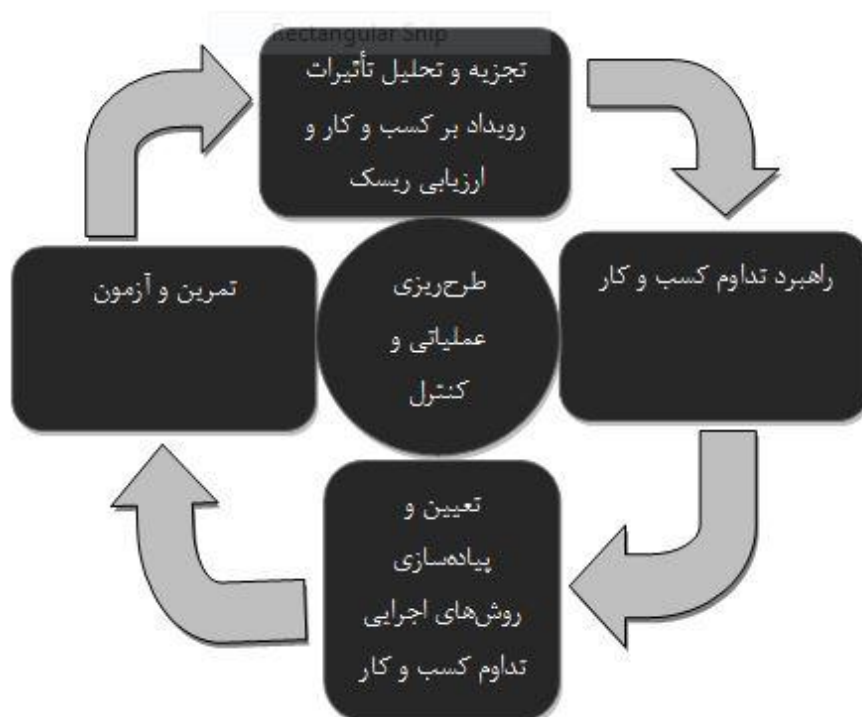 Rectangular Snip
تجزیه و تحلیل تأثیرات
رویداد بر کسب و کار و
ارزیابی ریسک
راهبرد تداوم کسب و کار
تمرین و آزمون
طرح‌ریزی
عملیاتی و
کنترل
تعیین و
پیاده‌سازی
روش‌های اجرایی
تداوم کسب و کار